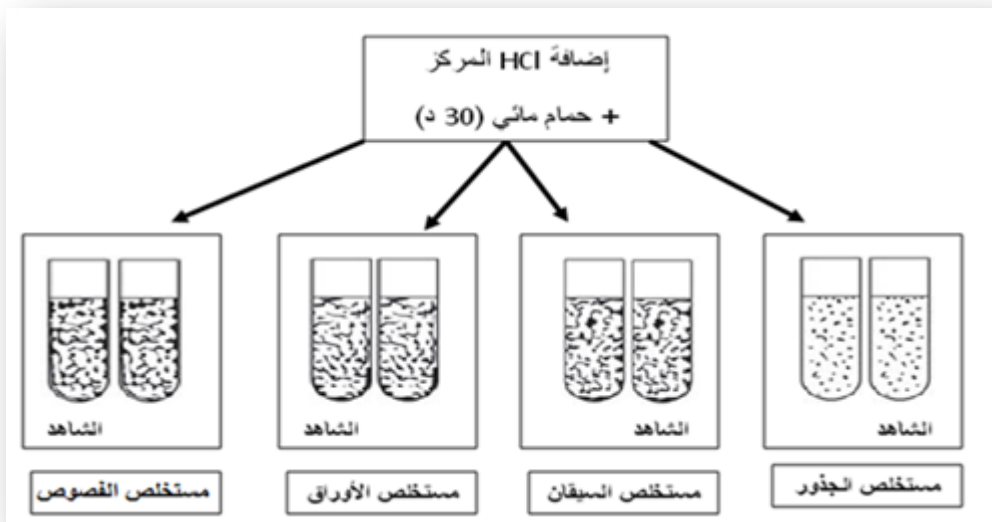 إضافة HCl المركز
+ حمام مائي (30 د)
الشاهد
الشاهد
الشاهد
الشاهد
مستخلص الجذور
مستخلص السيقان
مستخلص الأوراق
مستخلص الفصوص